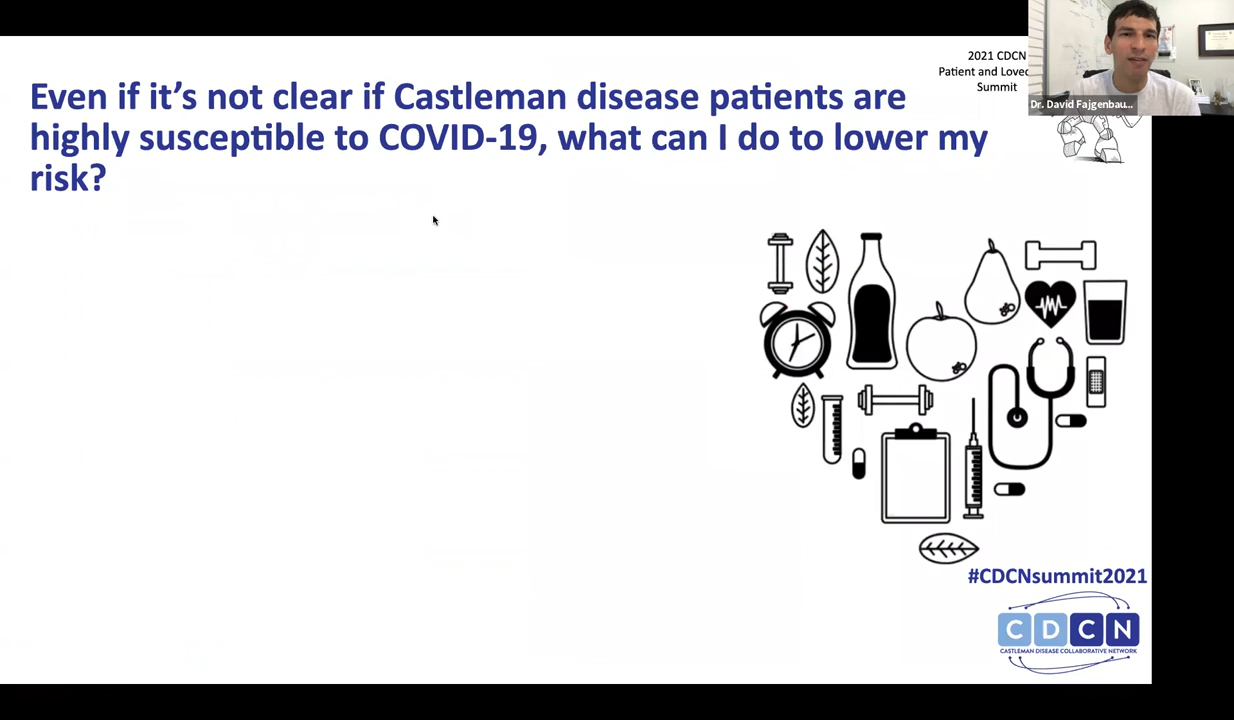 2021 CDCN
Patient and Loved
Summit
Dr. David Fajgenbau...
Even if it's not clear if Castleman disease patients are
highly susceptible to COVID-19, what can I do to lower my
risk?
#CDCNsummit2021
CDCN
CASTLEMAN DISEASE COLLABORATIVE NETWORK